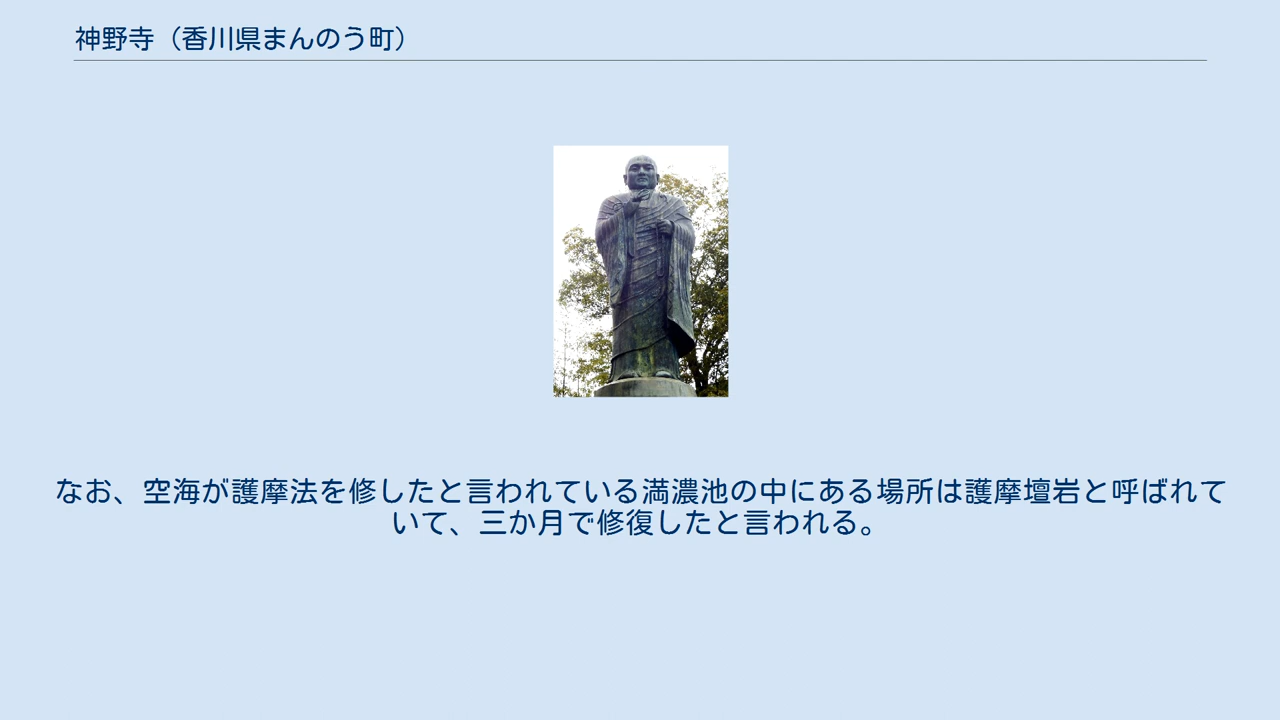 神野寺（香川県まんのう町）
なお、空海が護摩法を修したと言われている満濃池の中にある場所は護摩壇岩と呼ばれて
いて、三か月で修復したと言われる。